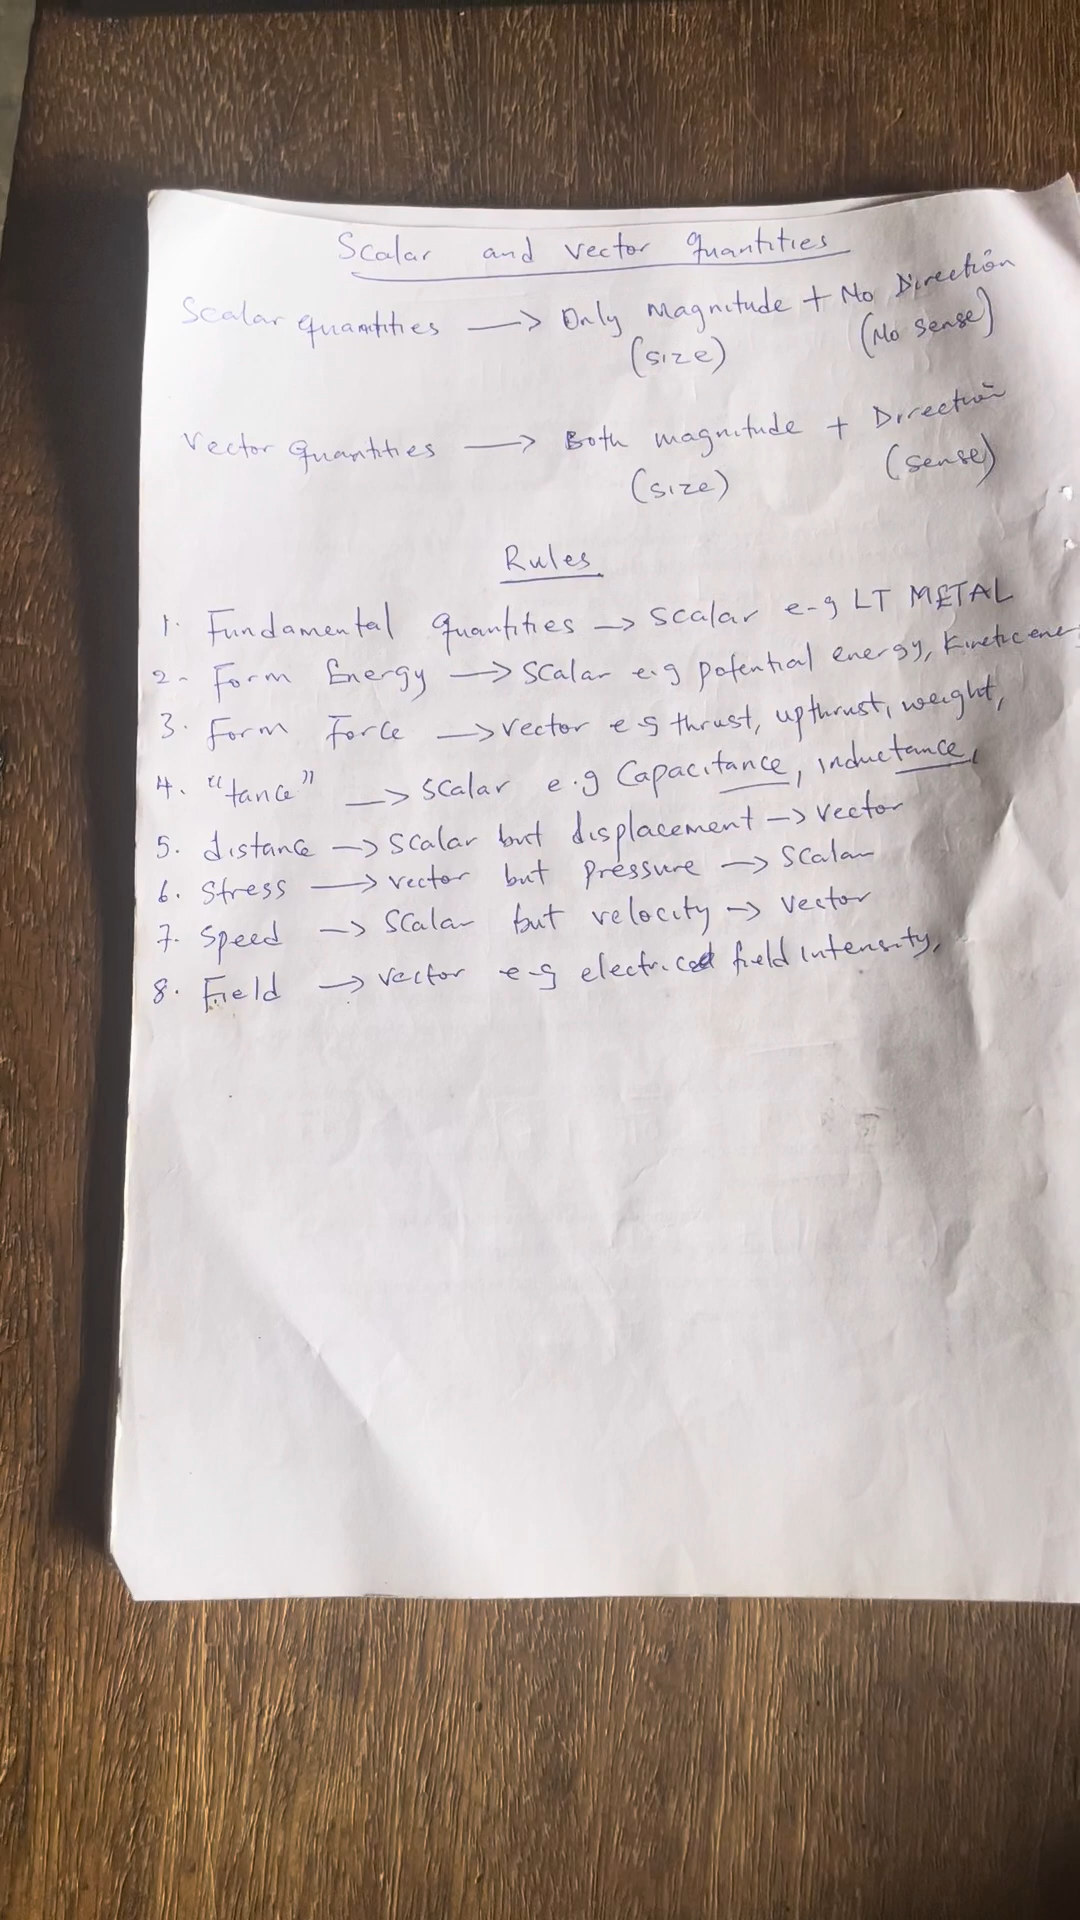 Scalar and vector quantities
Scalar quantities —> Only magnitude + No Direction
(size) (No sense)
Vector Quantities —> Both magnitude + Direction
(size) (sense)
Rules
1. Fundamental quantities —> scalar e-g LT METAL
2- Form Energy —> scalar e.g potential energy, kinetic ener
3. Form Force —> vector e g thrust, upthrust, weight,
4. "tance" —> scalar e.g Capacitance, inductance,
5. distance —> scalar but displacement —> vector
6. Stress —> vector but pressure —> scalar
7. Speed —> scalar but velocity —> vector
8. Field —> vector e-g electrical field intensity,